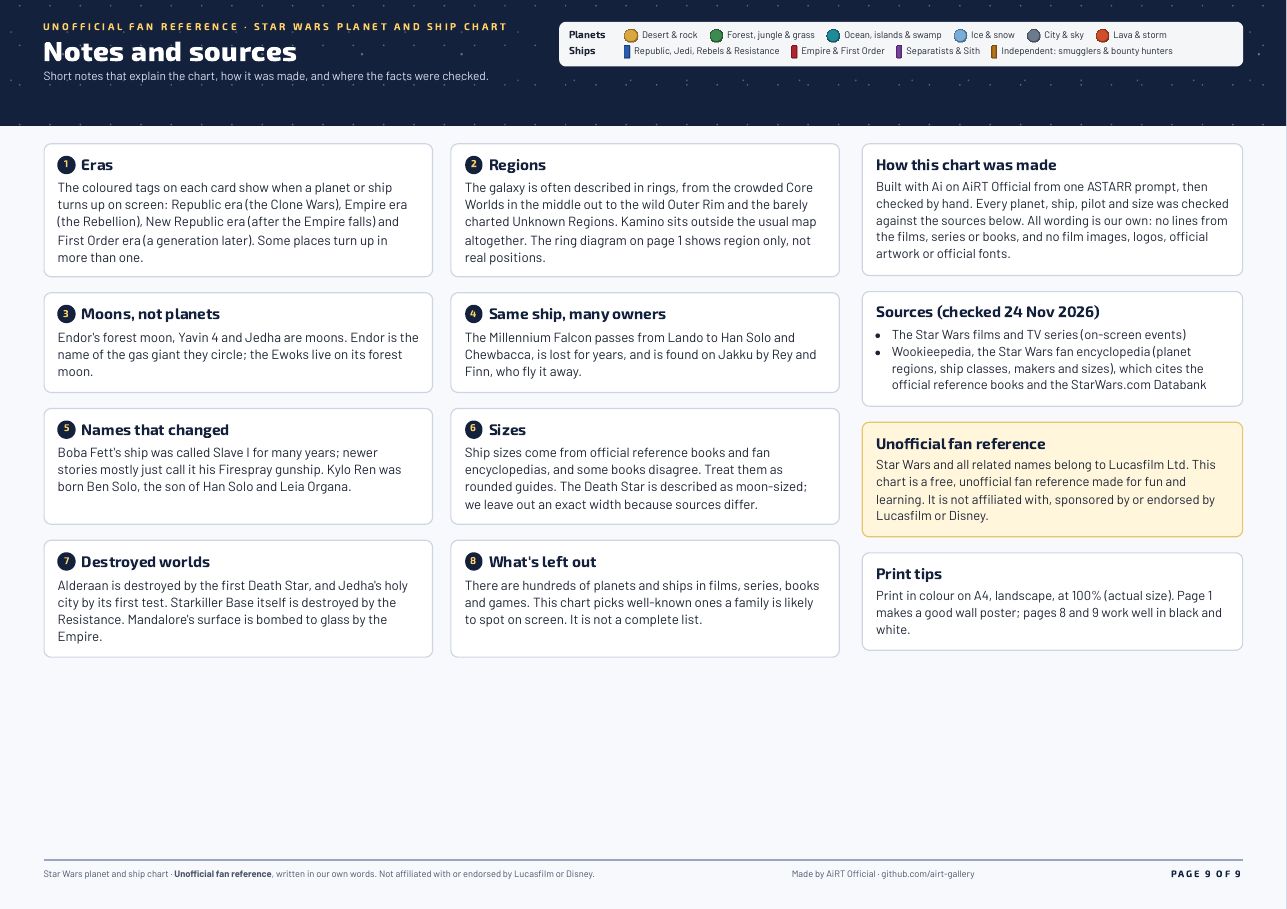 UNOFFICIAL FAN REFERENCE · STAR WARS PLANET AND SHIP CHART
Notes and sources
Short notes that explain the chart, how it was made, and where the facts were checked.
Planets Desert & rock Forest, jungle & grass Ocean, islands & swamp Ice & snow City & sky Lava & storm
Ships Republic, Jedi, Rebels & Resistance Empire & First Order Separatists & Sith Independent: smugglers & bounty hunters
1 Eras
The coloured tags on each card show when a planet or ship
turns up on screen: Republic era (the Clone Wars), Empire era
(the Rebellion), New Republic era (after the Empire falls) and
First Order era (a generation later). Some places turn up in
more than one.
2 Regions
The galaxy is often described in rings, from the crowded Core
Worlds in the middle out to the wild Outer Rim and the barely
charted Unknown Regions. Kamino sits outside the usual map
altogether. The ring diagram on page 1 shows region only, not
real positions.
3 Moons, not planets
Endor's forest moon, Yavin 4 and Jedha are moons. Endor is the
name of the gas giant they circle; the Ewoks live on its forest
moon.
4 Same ship, many owners
The Millennium Falcon passes from Lando to Han Solo and
Chewbacca, is lost for years, and is found on Jakku by Rey and
Finn, who fly it away.
5 Names that changed
Boba Fett's ship was called Slave I for many years; newer
stories mostly just call it his Firespray gunship. Kylo Ren was
born Ben Solo, the son of Han Solo and Leia Organa.
6 Sizes
Ship sizes come from official reference books and fan
encyclopedias, and some books disagree. Treat them as
rounded guides. The Death Star is described as moon-sized;
we leave out an exact width because sources differ.
7 Destroyed worlds
Alderaan is destroyed by the first Death Star, and Jedha's holy
city by its first test. Starkiller Base itself is destroyed by the
Resistance. Mandalore's surface is bombed to glass by the
Empire.
8 What's left out
There are hundreds of planets and ships in films, series, books
and games. This chart picks well-known ones a family is likely
to spot on screen. It is not a complete list.
How this chart was made
Built with Ai on AiRT Official from one ASTARR prompt, then
checked by hand. Every planet, ship, pilot and size was checked
against the sources below. All wording is our own: no lines from
the films, series or books, and no film images, logos, official
artwork or official fonts.
Sources (checked 24 Nov 2026)
• The Star Wars films and TV series (on-screen events)
• Wookieepedia, the Star Wars fan encyclopedia (planet
regions, ship classes, makers and sizes), which cites the
official reference books and the StarWars.com Databank
Unofficial fan reference
Star Wars and all related names belong to Lucasfilm Ltd. This
chart is a free, unofficial fan reference made for fun and
learning. It is not affiliated with, sponsored by or endorsed by
Lucasfilm or Disney.
Print tips
Print in colour on A4, landscape, at 100% (actual size). Page 1
makes a good wall poster; pages 8 and 9 work well in black and
white.
Star Wars planet and ship chart · Unofficial fan reference, written in our own words. Not affiliated with or endorsed by Lucasfilm or Disney.
Made by AiRT Official · github.com/airt-gallery
PAGE 9 OF 9